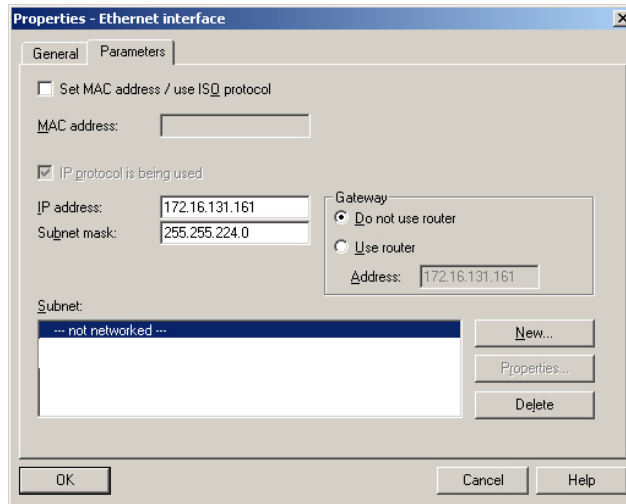 Properties - Ethernet interface
General Parameters
Set MAC address / use ISO protocol
MAC address:
IP protocol is being used
IP address: 172.16.131.161
Subnet mask: 255.255.224.0
Gateway
Do not use router
Use router
Address: 172.16.131.161
Subnet:
--- not networked ---
New...
Properties...
Delete
OK Cancel Help